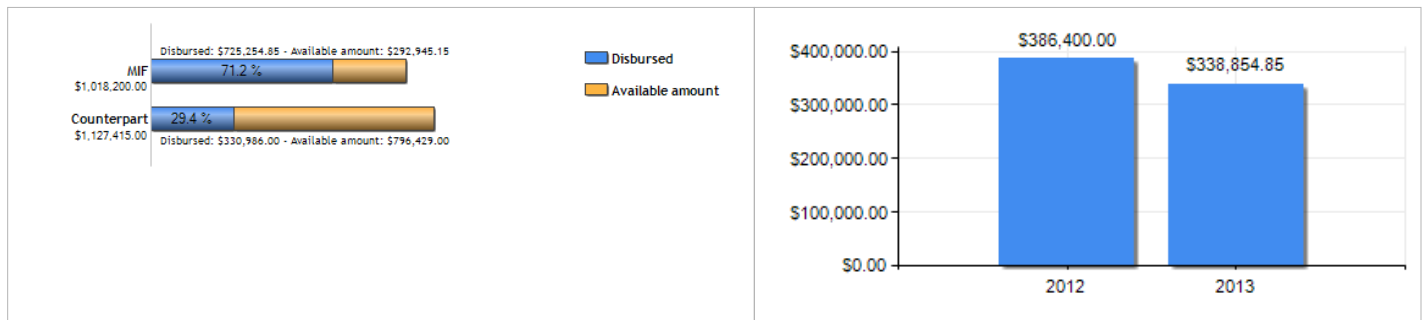 Disbursed: $725,254.85 - Available amount: $292,945.15
MIF
$1,018,200.00
71.2 %
Counterpart
$1,127,415.00
29.4 %
Disbursed: $330,986.00 - Available amount: $796,429.00
Disbursed
Available amount
$400,000.00
$300,000.00
$200,000.00
$100,000.00
$0.00
$386,400.00
$338,854.85
2012
2013